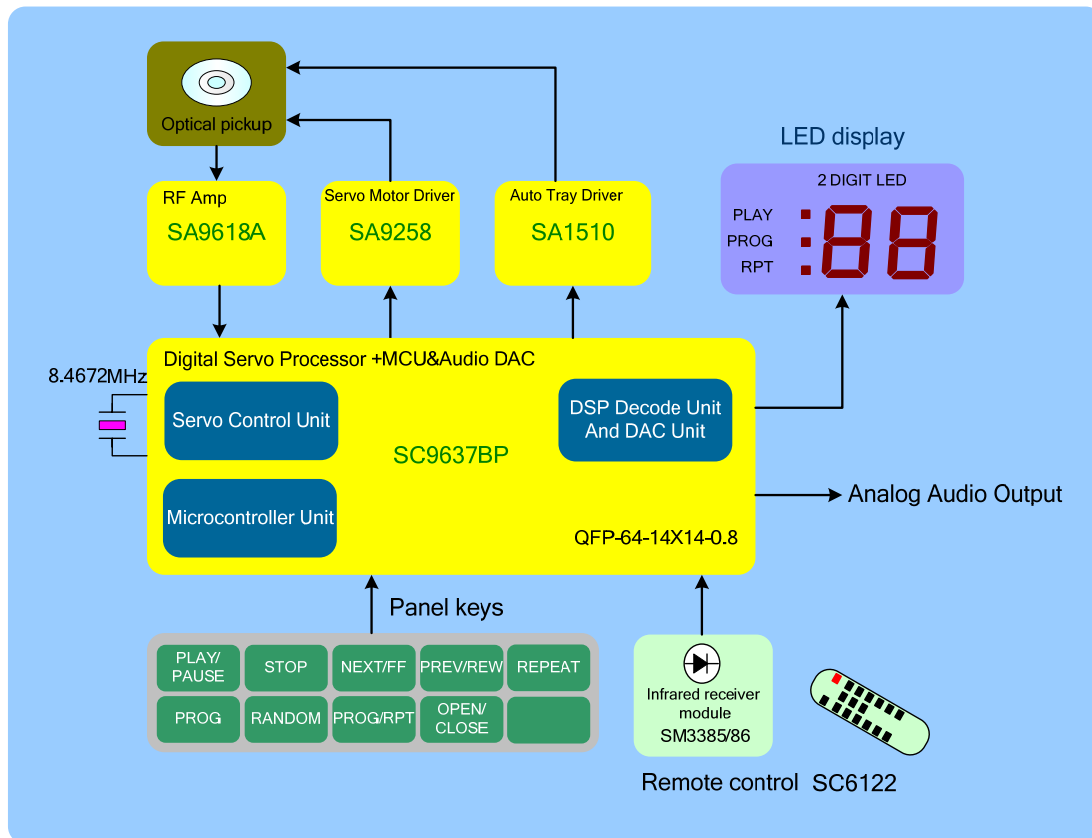 Optical pickup
LED display
2 DIGIT LED
PLAY
PROG
RPT
:88
RF Amp
SA9618A
Servo Motor Driver
SA9258
Auto Tray Driver
SA1510
Digital Servo Processor +MCU&Audio DAC
8.4672MHz
Servo Control Unit
DSP Decode Unit
And DAC Unit
SC9637BP
Microcontroller Unit
QFP-64-14X14-0.8
Analog Audio Output
Panel keys
PLAY/
PAUSE
STOP
NEXT/FF
PREV/REW
REPEAT
PROG
RANDOM
PROG/RPT
OPEN/
CLOSE
Infrared receiver
module
SM3385/86
Remote control SC6122